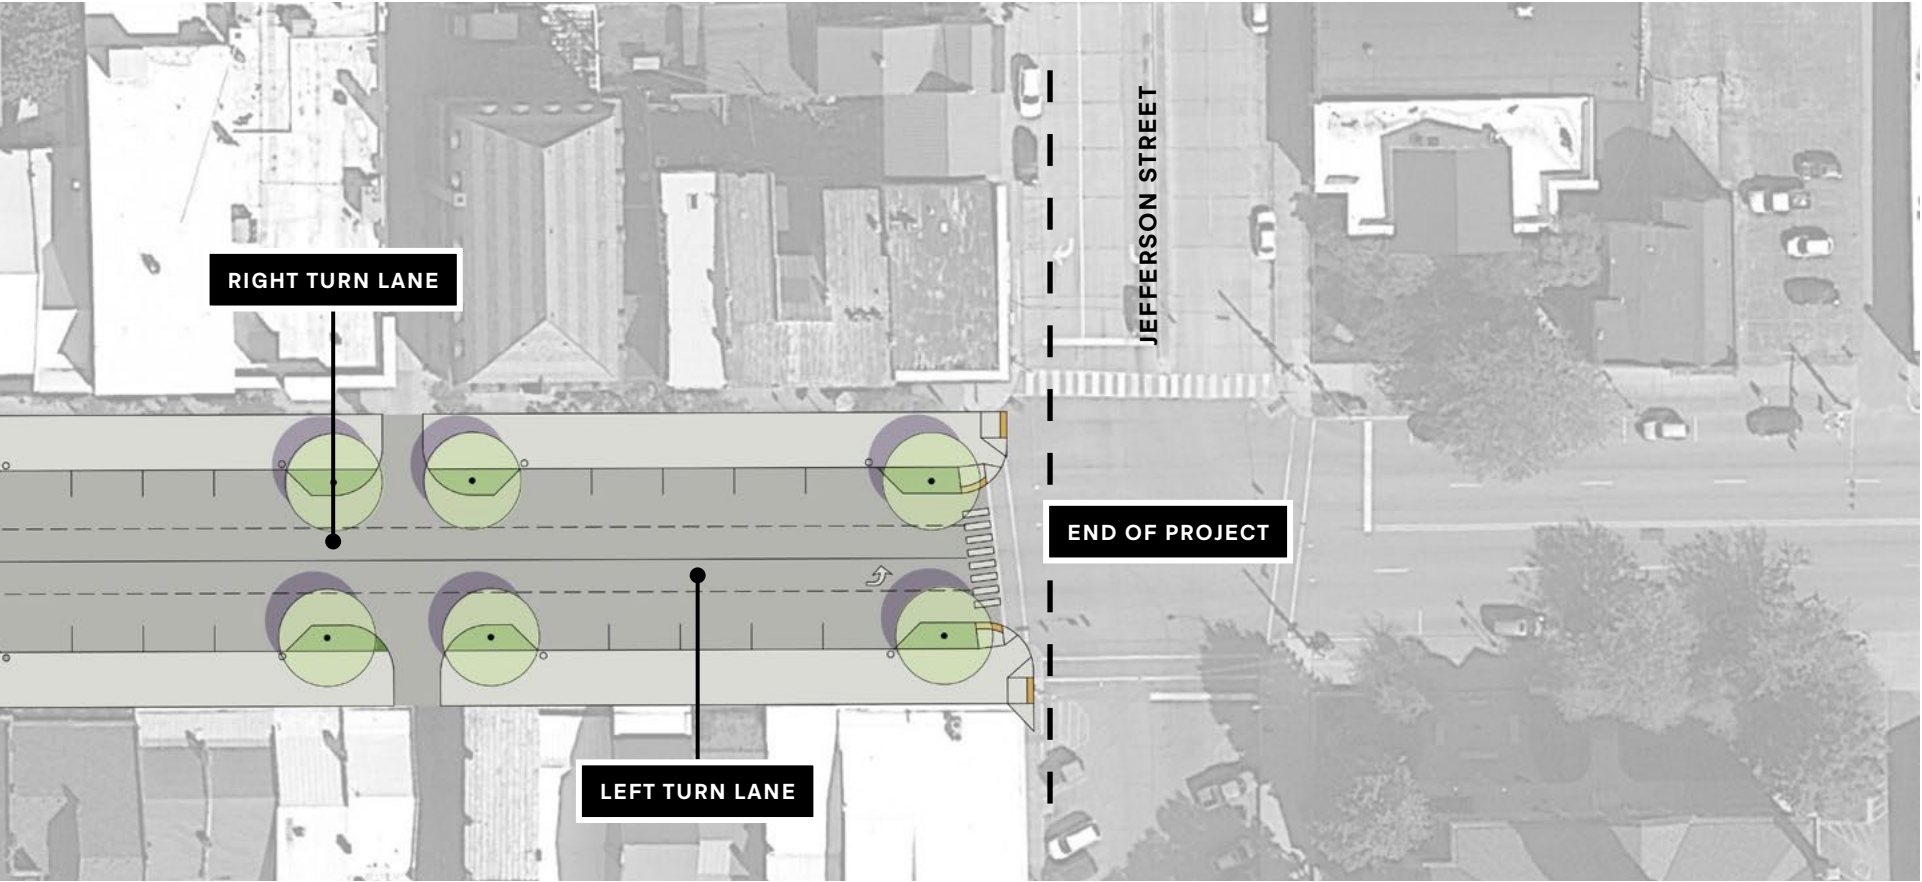 JEFFERSON STREET
RIGHT TURN LANE
END OF PROJECT
LEFT TURN LANE